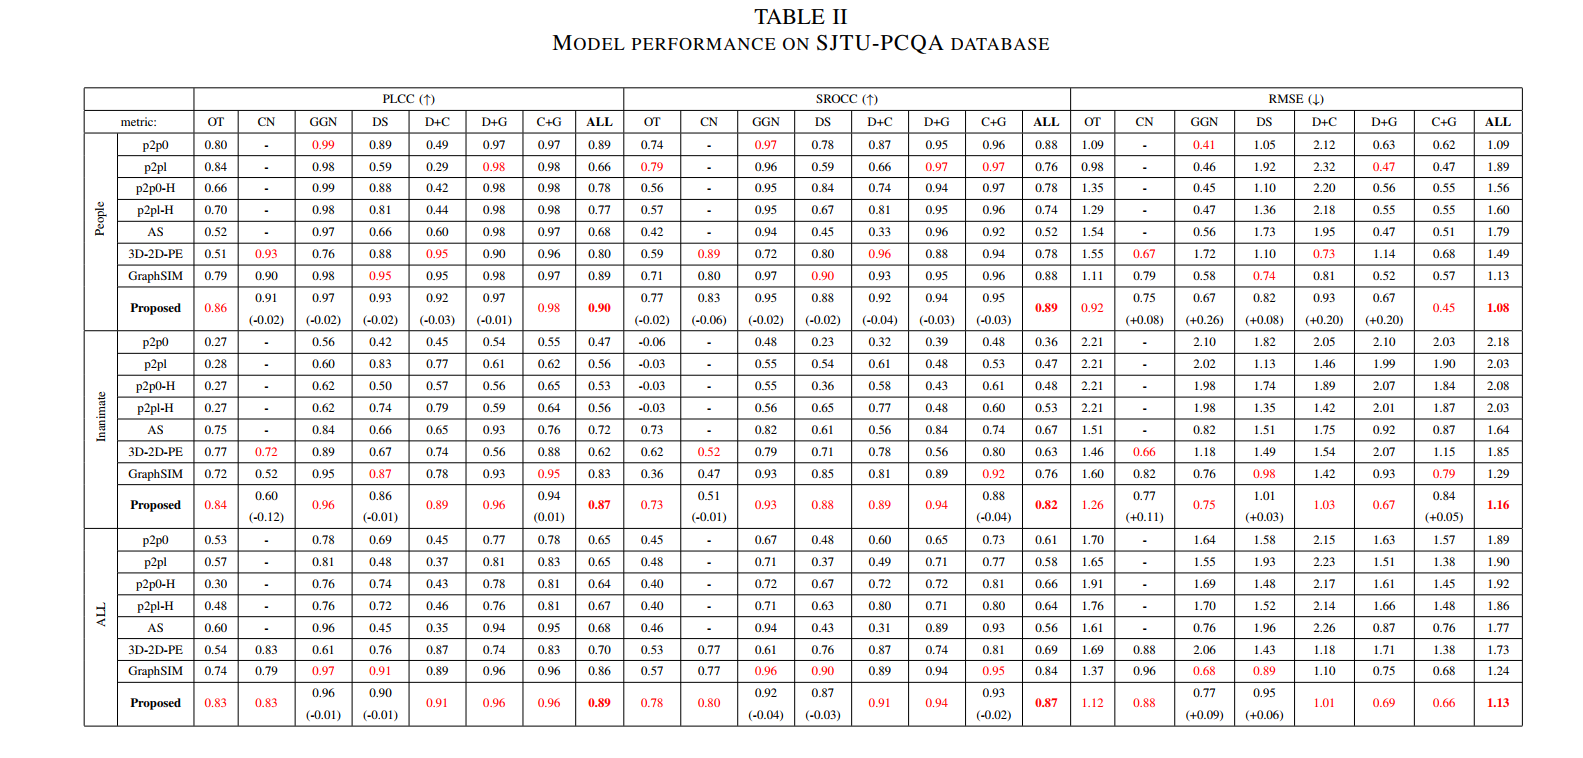 TABLE II
MODEL PERFORMANCE ON SJTU-PCQA DATABASE
PLCC (↑) SROCC (↑) RMSE (↓)
metric: OT CN GGN DS D+C D+G C+G ALL OT CN GGN DS D+C D+G C+G ALL OT CN GGN DS D+C D+G C+G ALL
People
p2p0 0.80 - 0.99 0.89 0.49 0.97 0.97 0.89 0.74 - 0.97 0.78 0.87 0.95 0.96 0.88 1.09 - 0.41 1.05 2.12 0.63 0.62 1.09
p2pl 0.84 - 0.98 0.59 0.29 0.98 0.98 0.66 0.79 - 0.96 0.59 0.66 0.97 0.97 0.76 0.98 - 0.46 1.92 2.32 0.47 0.47 1.89
p2p0-H 0.66 - 0.99 0.88 0.42 0.98 0.98 0.78 0.56 - 0.95 0.84 0.74 0.94 0.97 0.78 1.35 - 0.45 1.10 2.20 0.56 0.55 1.56
p2pl-H 0.70 - 0.98 0.81 0.44 0.98 0.98 0.77 0.57 - 0.95 0.67 0.81 0.95 0.96 0.74 1.29 - 0.47 1.36 2.18 0.55 0.55 1.60
AS 0.52 - 0.97 0.66 0.60 0.98 0.97 0.68 0.42 - 0.94 0.45 0.33 0.96 0.92 0.52 1.54 - 0.56 1.73 1.95 0.47 0.51 1.79
3D-2D-PE 0.51 0.93 0.76 0.88 0.95 0.90 0.96 0.80 0.59 0.89 0.72 0.80 0.96 0.88 0.94 0.78 1.55 0.67 1.72 1.10 0.73 1.14 0.68 1.49
GraphSIM 0.79 0.90 0.98 0.95 0.95 0.98 0.97 0.89 0.71 0.80 0.97 0.90 0.93 0.95 0.96 0.88 1.11 0.79 0.58 0.74 0.81 0.52 0.57 1.13
Proposed 0.86 0.91 0.97 0.93 0.92 0.97 0.98 0.90 0.77 0.83 0.95 0.88 0.92 0.94 0.95 0.89 0.92 0.75 0.67 0.82 0.93 0.67 0.45 1.08
(-0.02) (-0.02) (-0.02) (-0.03) (-0.01) (-0.02) (-0.06) (-0.02) (-0.02) (-0.04) (-0.03) (-0.03) (+0.08) (+0.26) (+0.08) (+0.20) (+0.20)
Inanimate
p2p0 0.27 - 0.56 0.42 0.45 0.54 0.55 0.47 -0.06 - 0.48 0.23 0.32 0.39 0.48 0.36 2.21 - 2.10 1.82 2.05 2.10 2.03 2.18
p2pl 0.28 - 0.60 0.83 0.77 0.61 0.62 0.56 -0.03 - 0.55 0.54 0.61 0.48 0.53 0.47 2.21 - 2.02 1.13 1.46 1.99 1.90 2.03
p2p0-H 0.27 - 0.62 0.50 0.57 0.56 0.65 0.53 -0.03 - 0.55 0.36 0.58 0.43 0.61 0.48 2.21 - 1.98 1.74 1.89 2.07 1.84 2.08
p2pl-H 0.27 - 0.62 0.74 0.79 0.59 0.64 0.56 -0.03 - 0.56 0.65 0.77 0.48 0.60 0.53 2.21 - 1.98 1.35 1.42 2.01 1.87 2.03
AS 0.75 - 0.84 0.66 0.65 0.93 0.76 0.72 0.73 - 0.82 0.61 0.56 0.84 0.74 0.67 1.51 - 0.82 1.51 1.75 0.92 0.87 1.64
3D-2D-PE 0.77 0.72 0.89 0.67 0.74 0.56 0.88 0.62 0.62 0.52 0.79 0.71 0.78 0.56 0.80 0.63 1.46 0.66 1.18 1.49 1.54 2.07 1.15 1.85
GraphSIM 0.72 0.52 0.95 0.87 0.78 0.93 0.95 0.83 0.36 0.47 0.93 0.85 0.81 0.89 0.92 0.76 1.60 0.82 0.76 0.98 1.42 0.93 0.79 1.29
Proposed 0.84 0.60 0.96 0.86 0.89 0.96 0.94 0.87 0.73 0.51 0.93 0.88 0.89 0.94 0.88 0.82 1.26 0.77 0.75 1.01 1.03 0.67 0.84 1.16
(-0.12) (-0.01) (0.01) (-0.01) (-0.04) (+0.11) (+0.03) (+0.05)
ALL
p2p0 0.53 - 0.78 0.69 0.45 0.77 0.78 0.65 0.45 - 0.67 0.48 0.60 0.65 0.73 0.61 1.70 - 1.64 1.58 2.15 1.63 1.57 1.89
p2pl 0.57 - 0.81 0.48 0.37 0.81 0.83 0.65 0.48 - 0.71 0.37 0.49 0.71 0.77 0.58 1.65 - 1.55 1.93 2.23 1.51 1.38 1.90
p2p0-H 0.30 - 0.76 0.74 0.43 0.78 0.81 0.64 0.40 - 0.72 0.67 0.72 0.72 0.81 0.66 1.91 - 1.69 1.48 2.17 1.61 1.45 1.92
p2pl-H 0.48 - 0.76 0.72 0.46 0.76 0.81 0.67 0.40 - 0.71 0.63 0.80 0.71 0.80 0.64 1.76 - 1.70 1.52 2.14 1.66 1.48 1.86
AS 0.60 - 0.96 0.45 0.35 0.94 0.95 0.68 0.46 - 0.94 0.43 0.31 0.89 0.93 0.56 1.61 - 0.76 1.96 2.26 0.87 0.76 1.77
3D-2D-PE 0.54 0.83 0.61 0.76 0.87 0.74 0.83 0.70 0.53 0.77 0.61 0.76 0.87 0.74 0.81 0.69 1.69 0.88 2.06 1.43 1.18 1.71 1.38 1.73
GraphSIM 0.74 0.79 0.97 0.91 0.89 0.96 0.96 0.86 0.57 0.77 0.96 0.90 0.89 0.94 0.95 0.84 1.37 0.96 0.68 0.89 1.10 0.75 0.68 1.24
Proposed 0.83 0.83 0.96 0.90 0.91 0.96 0.96 0.89 0.78 0.80 0.92 0.87 0.91 0.94 0.93 0.87 1.12 0.88 0.77 0.95 1.01 0.69 0.66 1.13
(-0.01) (-0.01) (-0.04) (-0.03) (-0.02) (+0.09) (+0.06)